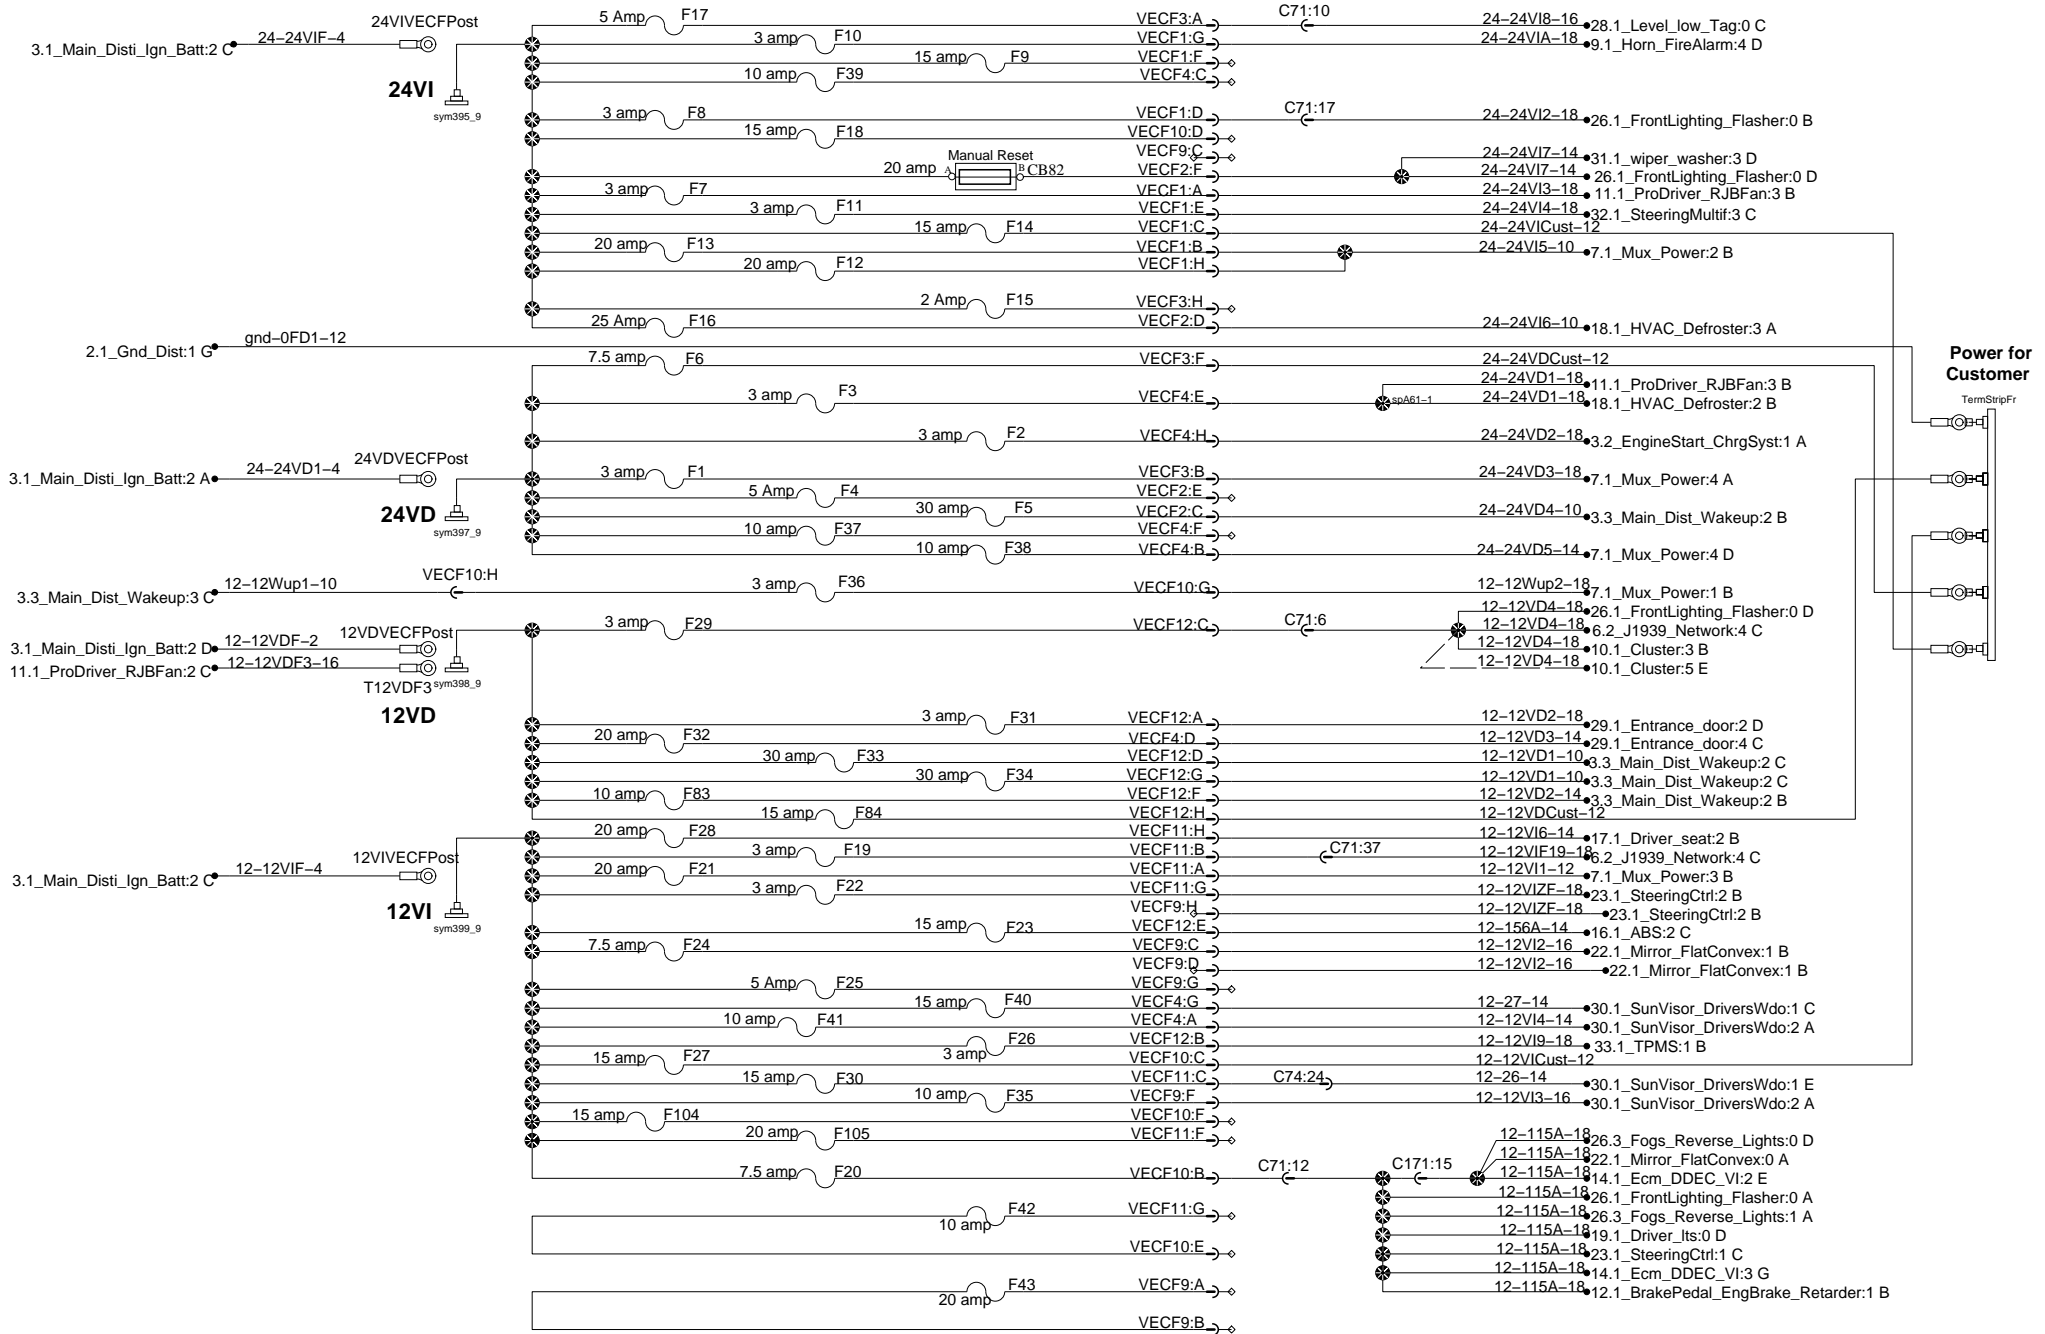 5 Amp F17 VECF3:A C71:10 24-24VI8-16 28.1_Level_low_Tag:0 C
24VIVECFPost
3.1_Main_Disti_Ign_Batt:2 C 24-24VIF-4 3 amp F10 VECF1:G 24-24VIA-18 9.1_Horn_FireAlarm:4 D
15 amp F9 VECF1:F
10 amp F39 VECF4:C
24VI
sym395_9
3 amp F8 VECF1:D C71:17 24-24VI2-18 26.1_FrontLighting_Flasher:0 B
15 amp F18 VECF10:D
VECF9:C 24-24VI7-14 31.1_wiper_washer:3 D
Manual Reset
20 amp A B CB82 VECF2:F 24-24VI7-14 26.1_FrontLighting_Flasher:0 D
3 amp F7 VECF1:A 24-24VI3-18 11.1_ProDriver_RJBFan:3 B
3 amp F11 VECF1:E 24-24VI4-18 32.1_SteeringMultif:3 C
15 amp F14 VECF1:C 24-24VICust-12
20 amp F13 VECF1:B 24-24VI5-10 7.1_Mux_Power:2 B
20 amp F12 VECF1:H
2 Amp F15 VECF3:H
25 Amp F16 VECF2:D 24-24VI6-10 18.1_HVAC_Defroster:3 A
2.1_Gnd_Dist:1 G gnd-0FD1-12
7.5 amp F6 VECF3:F 24-24VDCust-12
Power for
Customer
TermStripFr
24-24VD1-18 11.1_ProDriver_RJBFan:3 B
3 amp F3 VECF4:E spA61-1 24-24VD1-18 18.1_HVAC_Defroster:2 B
3 amp F2 VECF4:H 24-24VD2-18 3.2_EngineStart_ChrgSyst:1 A
24VDVECFPost
3.1_Main_Disti_Ign_Batt:2 A 24-24VD1-4 3 amp F1 VECF3:B 24-24VD3-18 7.1_Mux_Power:4 A
5 Amp F4 VECF2:E
24VD
sym397_9
30 amp F5 VECF2:C 24-24VD4-10 3.3_Main_Dist_Wakeup:2 B
10 amp F37 VECF4:F
10 amp F38 VECF4:B 24-24VD5-14 7.1_Mux_Power:4 D
3.3_Main_Dist_Wakeup:3 C 12-12Wup1-10 VECF10:H 3 amp F36 VECF10:G 12-12Wup2-18 7.1_Mux_Power:1 B
12-12VD4-18 26.1_FrontLighting_Flasher:0 D
3 amp F29 VECF12:C C71:6 12-12VD4-18 6.2_J1939_Network:4 C
3.1_Main_Disti_Ign_Batt:2 D 12-12VDF-2 12VDVECFPost 12-12VD4-18 10.1_Cluster:3 B
11.1_ProDriver_RJBFan:2 C 12-12VDF3-16 12-12VD4-18 10.1_Cluster:5 E
T12VDF3 sym398_9
12VD
3 amp F31 VECF12:A 12-12VD2-18 29.1_Entrance_door:2 D
20 amp F32 VECF4:D 12-12VD3-14 29.1_Entrance_door:4 C
30 amp F33 VECF12:D 12-12VD1-10 3.3_Main_Dist_Wakeup:2 C
30 amp F34 VECF12:G 12-12VD1-10 3.3_Main_Dist_Wakeup:2 C
10 amp F83 VECF12:F 12-12VD2-14 3.3_Main_Dist_Wakeup:2 B
15 amp F84 VECF12:H 12-12VDCust-12
20 amp F28 VECF11:H 12-12VI6-14 17.1_Driver_seat:2 B
12VIVECFPost 3 amp F19 VECF11:B C71:37 12-12VIF19-18 6.2_J1939_Network:4 C
3.1_Main_Disti_Ign_Batt:2 C 12-12VIF-4 20 amp F21 VECF11:A 12-12VI1-12 7.1_Mux_Power:3 B
3 amp F22 VECF11:G 12-12VIZF-18 23.1_SteeringCtrl:2 B
12VI
sym399_9
VECF9:H 12-12VIZF-18 23.1_SteeringCtrl:2 B
15 amp F23 VECF12:E 12-156A-14 16.1_ABS:2 C
7.5 amp F24 VECF9:C 12-12VI2-16 22.1_Mirror_FlatConvex:1 B
VECF9:D 12-12VI2-16 22.1_Mirror_FlatConvex:1 B
5 Amp F25 VECF9:G
15 amp F40 VECF4:G 12-27-14 30.1_SunVisor_DriversWdo:1 C
10 amp F41 VECF4:A 12-12VI4-14 30.1_SunVisor_DriversWdo:2 A
3 amp F26 VECF12:B 12-12VI9-18 33.1_TPMS:1 B
15 amp F27 VECF10:C 12-12VICust-12
15 amp F30 VECF11:C C74:24 12-26-14 30.1_SunVisor_DriversWdo:1 E
10 amp F35 VECF9:F 12-12VI3-16 30.1_SunVisor_DriversWdo:2 A
15 amp F104 VECF10:F
20 amp F105 VECF11:F 12-115A-18 26.3_Fogs_Reverse_Lights:0 D
12-115A-18 22.1_Mirror_FlatConvex:0 A
7.5 amp F20 VECF10:B C71:12 C171:15 12-115A-18 14.1_Ecm_DDEC_VI:2 E
12-115A-18 26.1_FrontLighting_Flasher:0 A
10 amp F42 VECF11:G 12-115A-18 26.3_Fogs_Reverse_Lights:1 A
12-115A-18 19.1_Driver_lts:0 D
VECF10:E 12-115A-18 23.1_SteeringCtrl:1 C
12-115A-18 14.1_Ecm_DDEC_VI:3 G
20 amp F43 VECF9:A 12-115A-18 12.1_BrakePedal_EngBrake_Retarder:1 B
VECF9:B